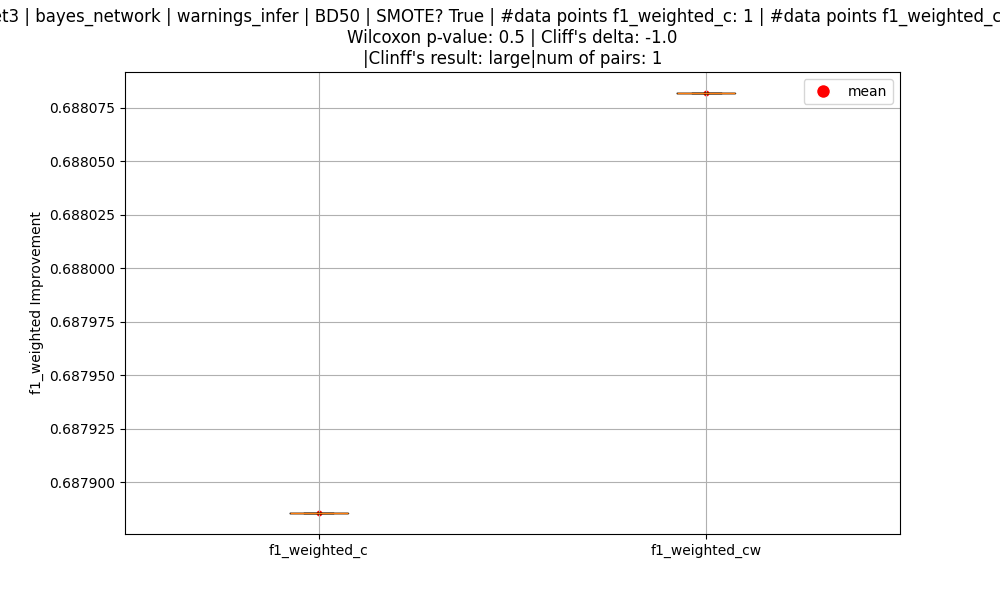 et3 | bayes_network | warnings_infer | BD50 | SMOTE? True | #data points f1_weighted_c: 1 | #data points f1_weighted_c
Wilcoxon p-value: 0.5 | Cliff's delta: -1.0
|Clinff's result: large|num of pairs: 1
mean
0.688075
0.688050
0.688025
0.688000
0.687975
0.687950
0.687925
0.687900
f1_weighted Improvement
f1_weighted_c
f1_weighted_cw